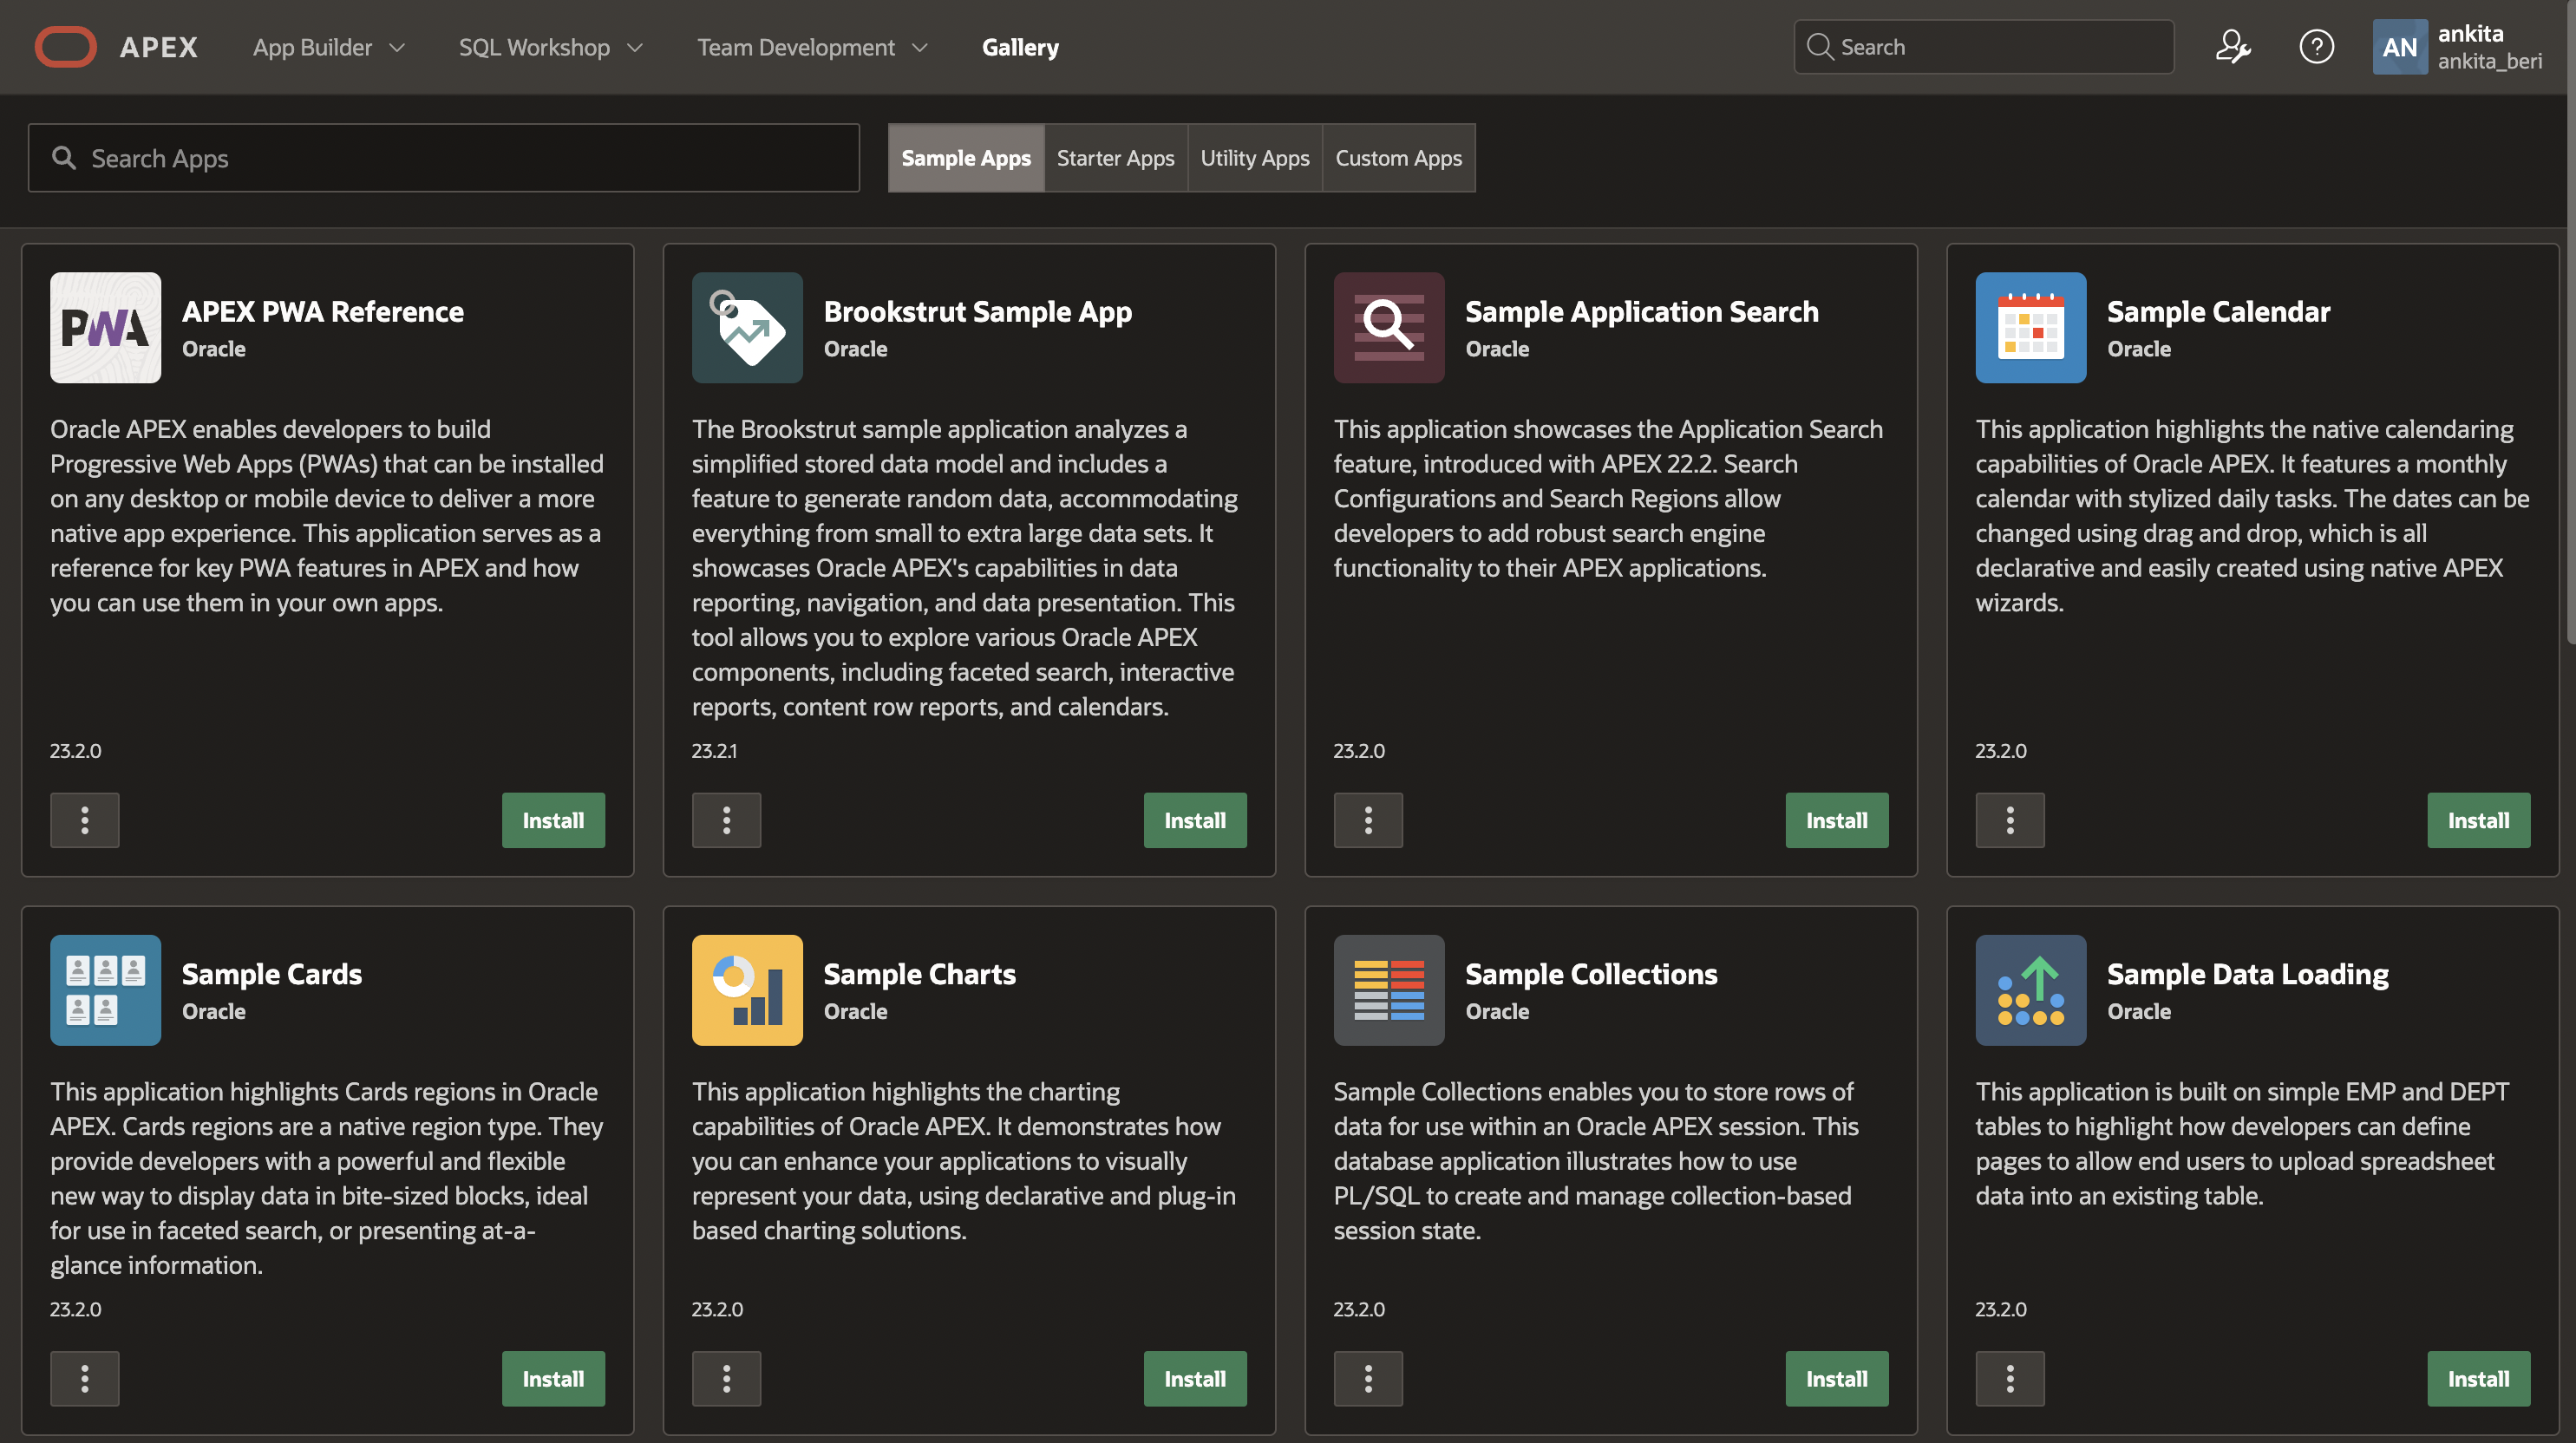 APEX
App Builder
SQL Workshop
Team Development
Gallery
Search
AN
ankita
ankita_beri
Search Apps
Sample Apps
Starter Apps
Utility Apps
Custom Apps
PWA
APEX PWA Reference
Oracle
Oracle APEX enables developers to build
Progressive Web Apps (PWAs) that can be installed
on any desktop or mobile device to deliver a more
native app experience. This application serves as a
reference for key PWA features in APEX and how
you can use them in your own apps.
23.2.0
Install
Brookstrut Sample App
Oracle
The Brookstrut sample application analyzes a
simplified stored data model and includes a
feature to generate random data, accommodating
everything from small to extra large data sets. It
showcases Oracle APEX's capabilities in data
reporting, navigation, and data presentation. This
tool allows you to explore various Oracle APEX
components, including faceted search, interactive
reports, content row reports, and calendars.
23.2.1
Install
Sample Application Search
Oracle
This application showcases the Application Search
feature, introduced with APEX 22.2. Search
Configurations and Search Regions allow
developers to add robust search engine
functionality to their APEX applications.
23.2.0
Install
Sample Calendar
Oracle
This application highlights the native calendaring
capabilities of Oracle APEX. It features a monthly
calendar with stylized daily tasks. The dates can be
changed using drag and drop, which is all
declarative and easily created using native APEX
wizards.
23.2.0
Install
Sample Cards
Oracle
This application highlights Cards regions in Oracle
APEX. Cards regions are a native region type. They
provide developers with a powerful and flexible
new way to display data in bite-sized blocks, ideal
for use in faceted search, or presenting at-a-
glance information.
23.2.0
Install
Sample Charts
Oracle
This application highlights the charting
capabilities of Oracle APEX. It demonstrates how
you can enhance your applications to visually
represent your data, using declarative and plug-in
based charting solutions.
23.2.0
Install
Sample Collections
Oracle
Sample Collections enables you to store rows of
data for use within an Oracle APEX session. This
database application illustrates how to use
PL/SQL to create and manage collection-based
session state.
23.2.0
Install
Sample Data Loading
Oracle
This application is built on simple EMP and DEPT
tables to highlight how developers can define
pages to allow end users to upload spreadsheet
data into an existing table.
23.2.0
Install